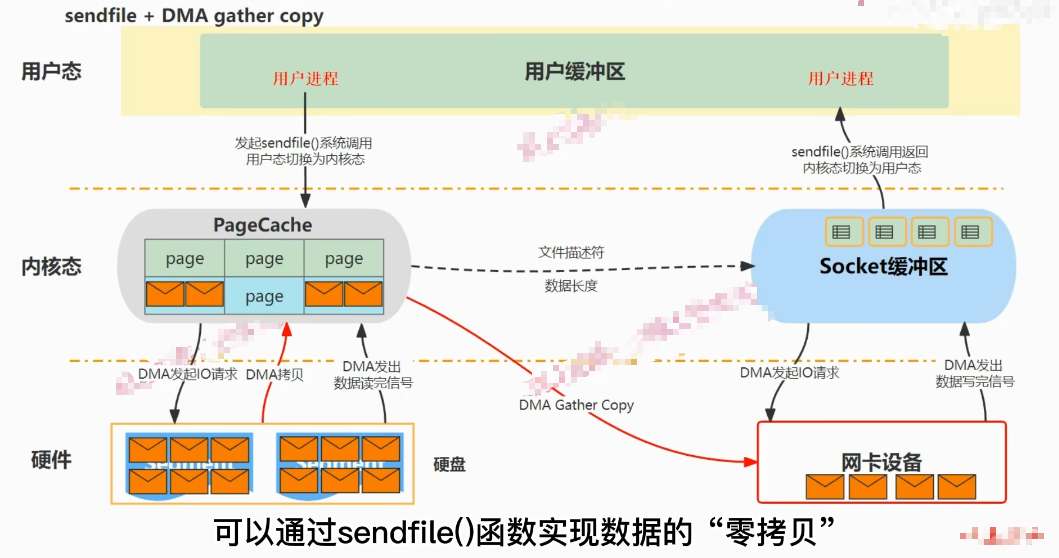 sendfile + DMA gather copy
用户态
用户进程
用户缓冲区
用户进程
发起sendfile()系统调用
用户态切换为内核态
sendfile()系统调用返回
内核态切换为用户态
内核态
PageCache
page
page
page
page
文件描述符
数据长度
Socket缓冲区
DMA发起IO请求
DMA拷贝
DMA发出
数据读完信号
DMA Gather Copy
DMA发起IO请求
DMA发出
数据写完信号
硬件
Segment
Segment
硬盘
网卡设备
可以通过sendfile()函数实现数据的“零拷贝”